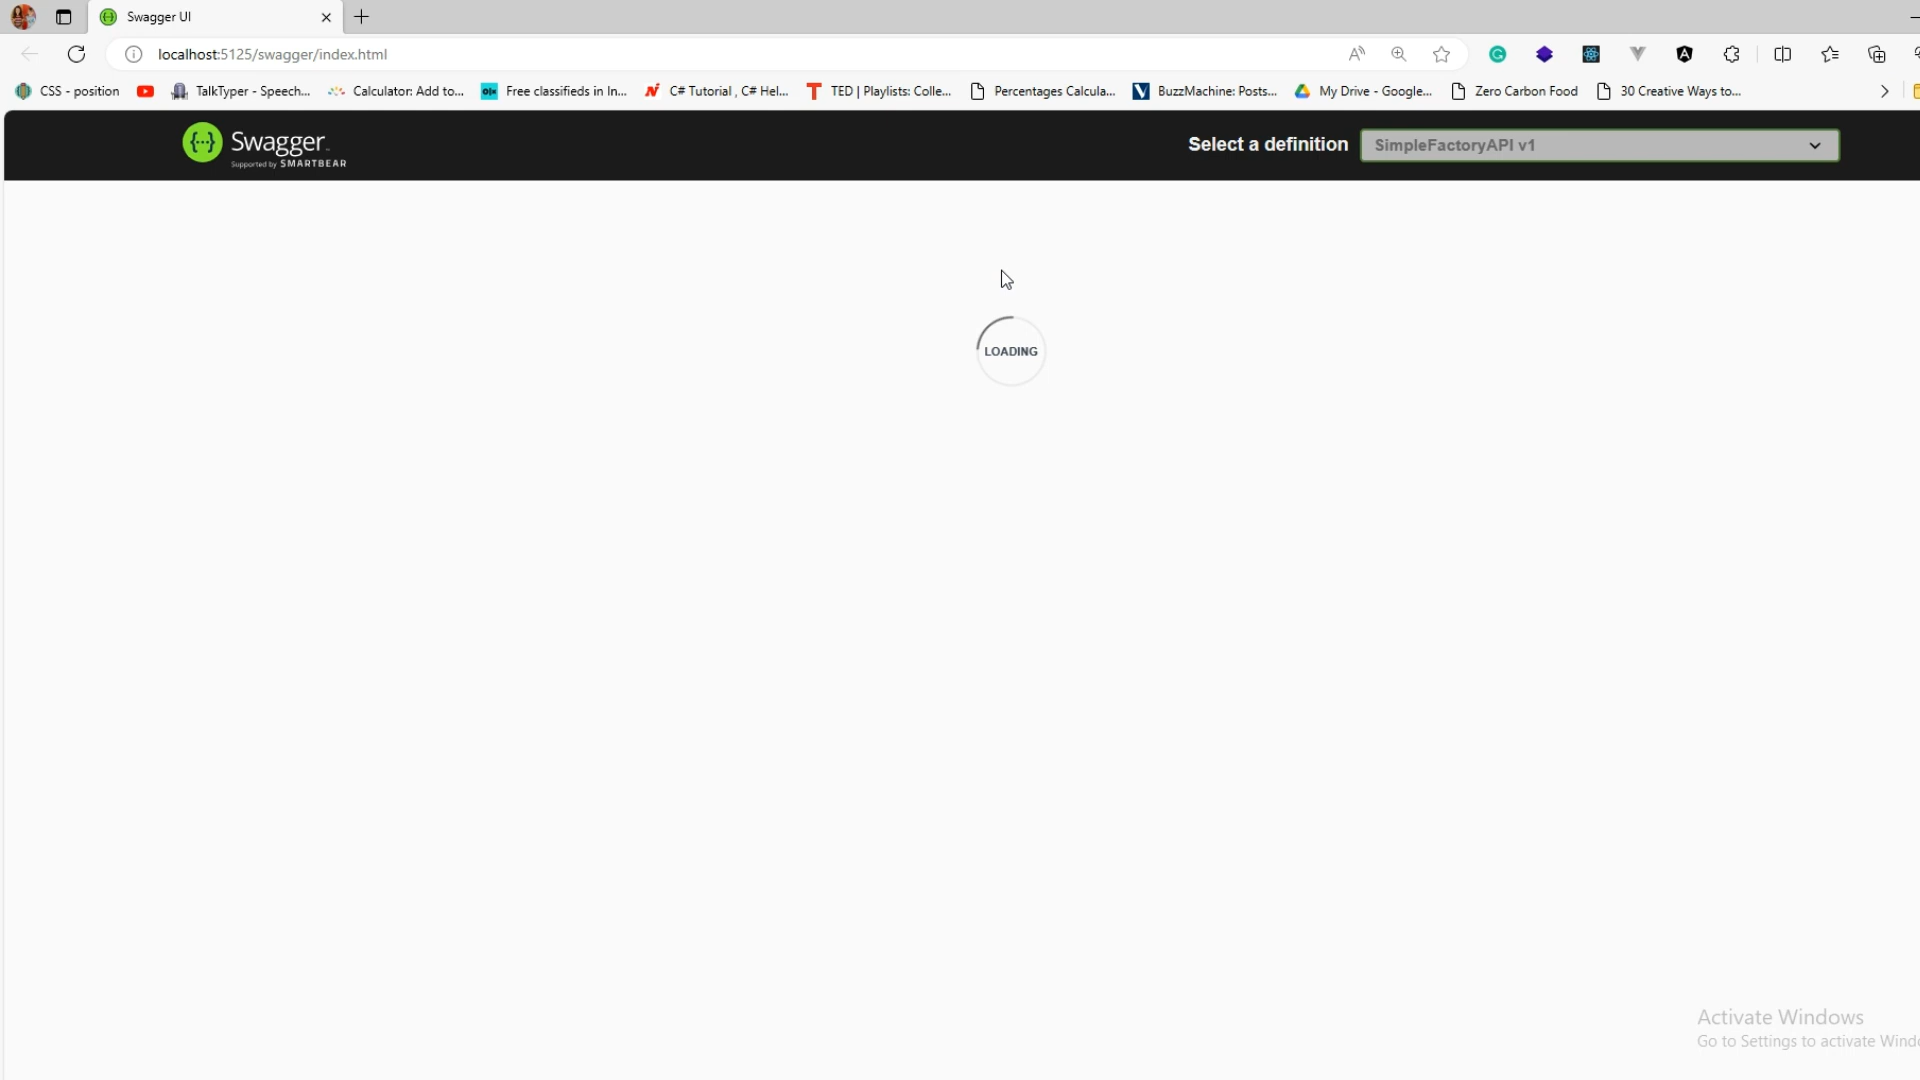 Swagger UI
localhost:5125/swagger/index.html
CSS - position
TalkTyper - Speech...
Calculator: Add to...
Free classifieds in In...
C# Tutorial , C# Hel...
TED | Playlists: Colle...
Percentages Calcula...
BuzzMachine: Posts...
My Drive - Google...
Zero Carbon Food
30 Creative Ways to...
Swagger
Supported by SMARTBEAR
Select a definition
SimpleFactoryAPI v1
LOADING
Activate Windows
Go to Settings to activate Wind